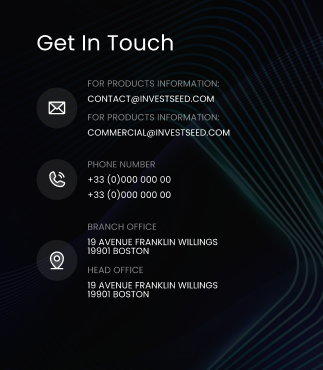 Get In Touch
FOR PRODUCTS INFORMATION:
CONTACT@INVESTSEED.COM
FOR PRODUCTS INFORMATION:
COMMERCIAL@INVESTSEED.COM
PHONE NUMBER
+33 (0)000 000 00
+33 (0)000 000 00
BRANCH OFFICE
19 AVENUE FRANKLIN WILLINGS
19901 BOSTON
HEAD OFFICE
19 AVENUE FRANKLIN WILLINGS
19901 BOSTON